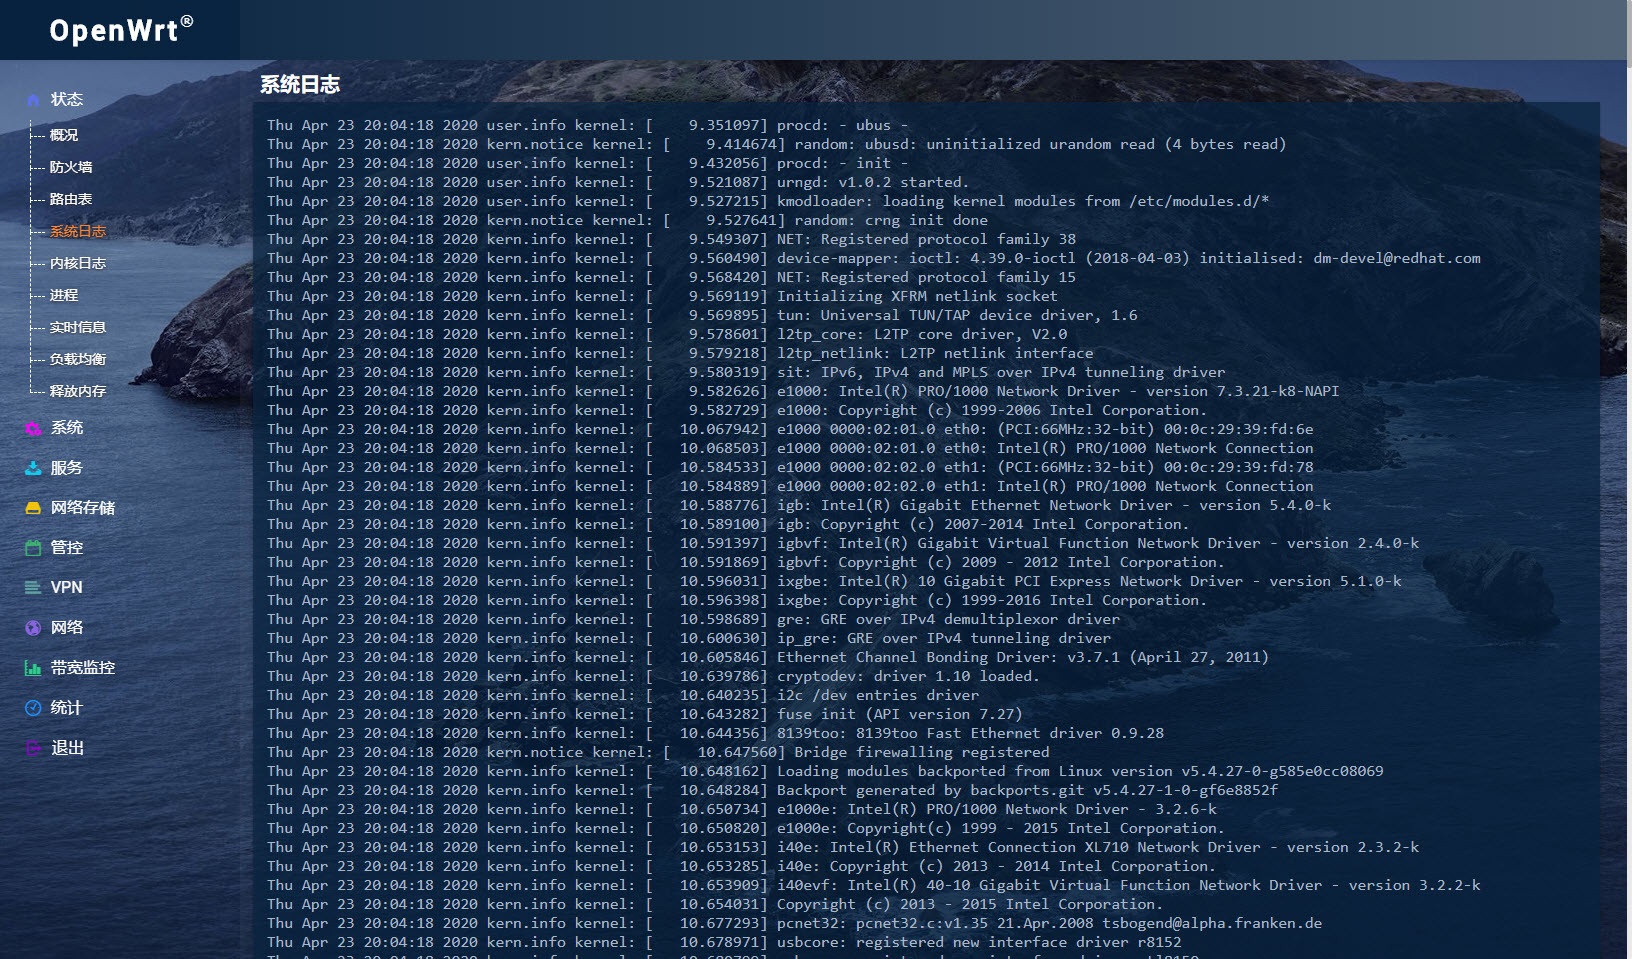 OpenWrt®
状态
概况
防火墙
路由表
系统日志
内核日志
进程
实时信息
负载均衡
释放内存
系统
服务
网络存储
管控
VPN
网络
带宽监控
统计
退出
系统日志
Thu Apr 23 20:04:18 2020 user.info kernel: [    9.351097] procd: - ubus -
Thu Apr 23 20:04:18 2020 kern.notice kernel: [    9.414674] random: ubusd: uninitialized urandom read (4 bytes read)
Thu Apr 23 20:04:18 2020 user.info kernel: [    9.432056] procd: - init -
Thu Apr 23 20:04:18 2020 user.info kernel: [    9.521087] urngd: v1.0.2 started.
Thu Apr 23 20:04:18 2020 user.info kernel: [    9.527215] kmodloader: loading kernel modules from /etc/modules.d/*
Thu Apr 23 20:04:18 2020 kern.notice kernel: [    9.527641] random: crng init done
Thu Apr 23 20:04:18 2020 kern.info kernel: [    9.549307] NET: Registered protocol family 38
Thu Apr 23 20:04:18 2020 kern.info kernel: [    9.560490] device-mapper: ioctl: 4.39.0-ioctl (2018-04-03) initialised: dm-devel@redhat.com
Thu Apr 23 20:04:18 2020 kern.info kernel: [    9.568420] NET: Registered protocol family 15
Thu Apr 23 20:04:18 2020 kern.info kernel: [    9.569119] Initializing XFRM netlink socket
Thu Apr 23 20:04:18 2020 kern.info kernel: [    9.569895] tun: Universal TUN/TAP device driver, 1.6
Thu Apr 23 20:04:18 2020 kern.info kernel: [    9.578601] l2tp_core: L2TP core driver, V2.0
Thu Apr 23 20:04:18 2020 kern.info kernel: [    9.579218] l2tp_netlink: L2TP netlink interface
Thu Apr 23 20:04:18 2020 kern.info kernel: [    9.580319] sit: IPv6, IPv4 and MPLS over IPv4 tunneling driver
Thu Apr 23 20:04:18 2020 kern.info kernel: [    9.582626] e1000: Intel(R) PRO/1000 Network Driver - version 7.3.21-k8-NAPI
Thu Apr 23 20:04:18 2020 kern.info kernel: [    9.582729] e1000: Copyright (c) 1999-2006 Intel Corporation.
Thu Apr 23 20:04:18 2020 kern.info kernel: [   10.067942] e1000 0000:02:01.0 eth0: (PCI:66MHz:32-bit) 00:0c:29:39:fd:6e
Thu Apr 23 20:04:18 2020 kern.info kernel: [   10.068503] e1000 0000:02:01.0 eth0: Intel(R) PRO/1000 Network Connection
Thu Apr 23 20:04:18 2020 kern.info kernel: [   10.584533] e1000 0000:02:02.0 eth1: (PCI:66MHz:32-bit) 00:0c:29:39:fd:78
Thu Apr 23 20:04:18 2020 kern.info kernel: [   10.584889] e1000 0000:02:02.0 eth1: Intel(R) PRO/1000 Network Connection
Thu Apr 23 20:04:18 2020 kern.info kernel: [   10.588776] igb: Intel(R) Gigabit Ethernet Network Driver - version 5.4.0-k
Thu Apr 23 20:04:18 2020 kern.info kernel: [   10.589100] igb: Copyright (c) 2007-2014 Intel Corporation.
Thu Apr 23 20:04:18 2020 kern.info kernel: [   10.591397] igbvf: Intel(R) Gigabit Virtual Function Network Driver - version 2.4.0-k
Thu Apr 23 20:04:18 2020 kern.info kernel: [   10.591869] igbvf: Copyright (c) 2009 - 2012 Intel Corporation.
Thu Apr 23 20:04:18 2020 kern.info kernel: [   10.596031] ixgbe: Intel(R) 10 Gigabit PCI Express Network Driver - version 5.1.0-k
Thu Apr 23 20:04:18 2020 kern.info kernel: [   10.596398] ixgbe: Copyright (c) 1999-2016 Intel Corporation.
Thu Apr 23 20:04:18 2020 kern.info kernel: [   10.598689] gre: GRE over IPv4 demultiplexor driver
Thu Apr 23 20:04:18 2020 kern.info kernel: [   10.600630] ip_gre: GRE over IPv4 tunneling driver
Thu Apr 23 20:04:18 2020 kern.info kernel: [   10.605846] Ethernet Channel Bonding Driver: v3.7.1 (April 27, 2011)
Thu Apr 23 20:04:18 2020 kern.info kernel: [   10.639786] cryptodev: driver 1.10 loaded.
Thu Apr 23 20:04:18 2020 kern.info kernel: [   10.640235] i2c /dev entries driver
Thu Apr 23 20:04:18 2020 kern.info kernel: [   10.643282] fuse init (API version 7.27)
Thu Apr 23 20:04:18 2020 kern.info kernel: [   10.644356] 8139too: 8139too Fast Ethernet driver 0.9.28
Thu Apr 23 20:04:18 2020 kern.notice kernel: [   10.647560] Bridge firewalling registered
Thu Apr 23 20:04:18 2020 kern.info kernel: [   10.648162] Loading modules backported from Linux version v5.4.27-0-g585e0cc08069
Thu Apr 23 20:04:18 2020 kern.info kernel: [   10.648284] Backport generated by backports.git v5.4.27-1-0-gf6e8852f
Thu Apr 23 20:04:18 2020 kern.info kernel: [   10.650734] e1000e: Intel(R) PRO/1000 Network Driver - 3.2.6-k
Thu Apr 23 20:04:18 2020 kern.info kernel: [   10.650820] e1000e: Copyright(c) 1999 - 2015 Intel Corporation.
Thu Apr 23 20:04:18 2020 kern.info kernel: [   10.653153] i40e: Intel(R) Ethernet Connection XL710 Network Driver - version 2.3.2-k
Thu Apr 23 20:04:18 2020 kern.info kernel: [   10.653285] i40e: Copyright (c) 2013 - 2014 Intel Corporation.
Thu Apr 23 20:04:18 2020 kern.info kernel: [   10.653909] i40evf: Intel(R) 40-10 Gigabit Virtual Function Network Driver - version 3.2.2-k
Thu Apr 23 20:04:18 2020 kern.info kernel: [   10.654031] Copyright (c) 2013 - 2015 Intel Corporation.
Thu Apr 23 20:04:18 2020 kern.info kernel: [   10.677293] pcnet32: pcnet32.c:v1.35 21.Apr.2008 tsbogend@alpha.franken.de
Thu Apr 23 20:04:18 2020 kern.info kernel: [   10.678971] usbcore: registered new interface driver r8152